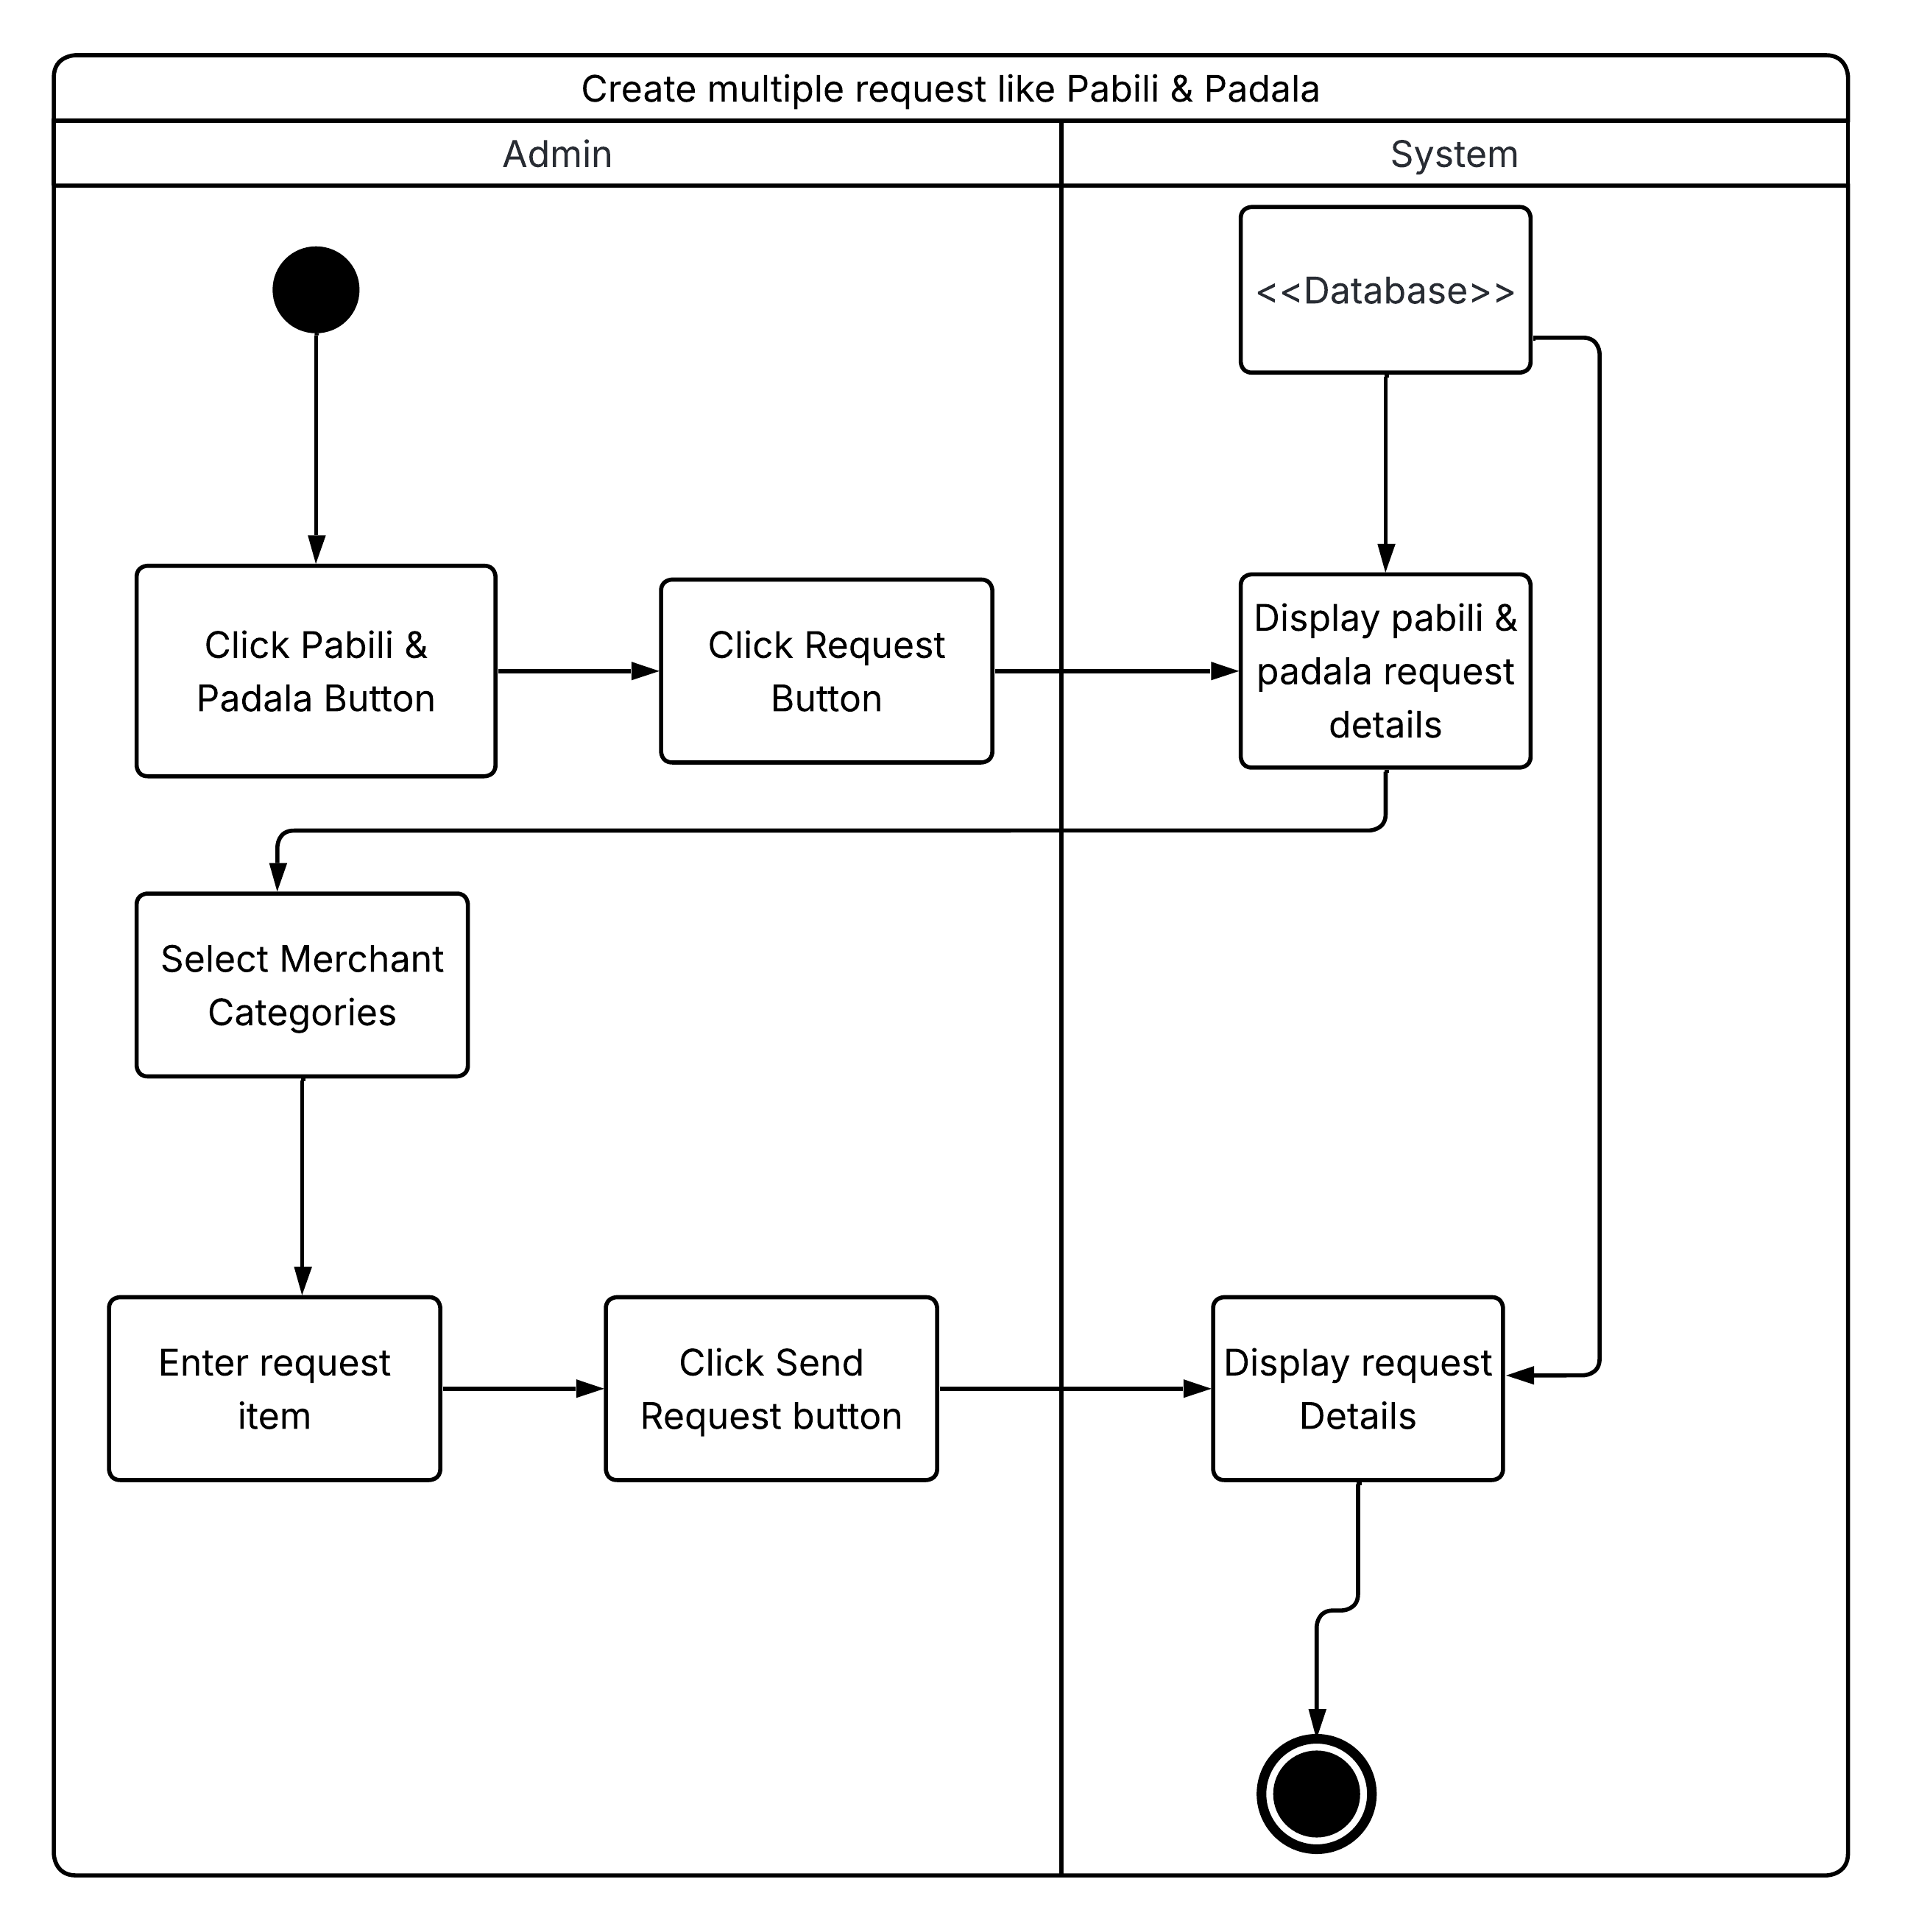 Create multiple request like Pabili & Padala
Admin
System
<<Database>>
Click Pabili &
Padala Button
Click Request
Button
Display pabili &
padala request
details
Select Merchant
Categories
Enter request
item
Click Send
Request button
Display request
Details